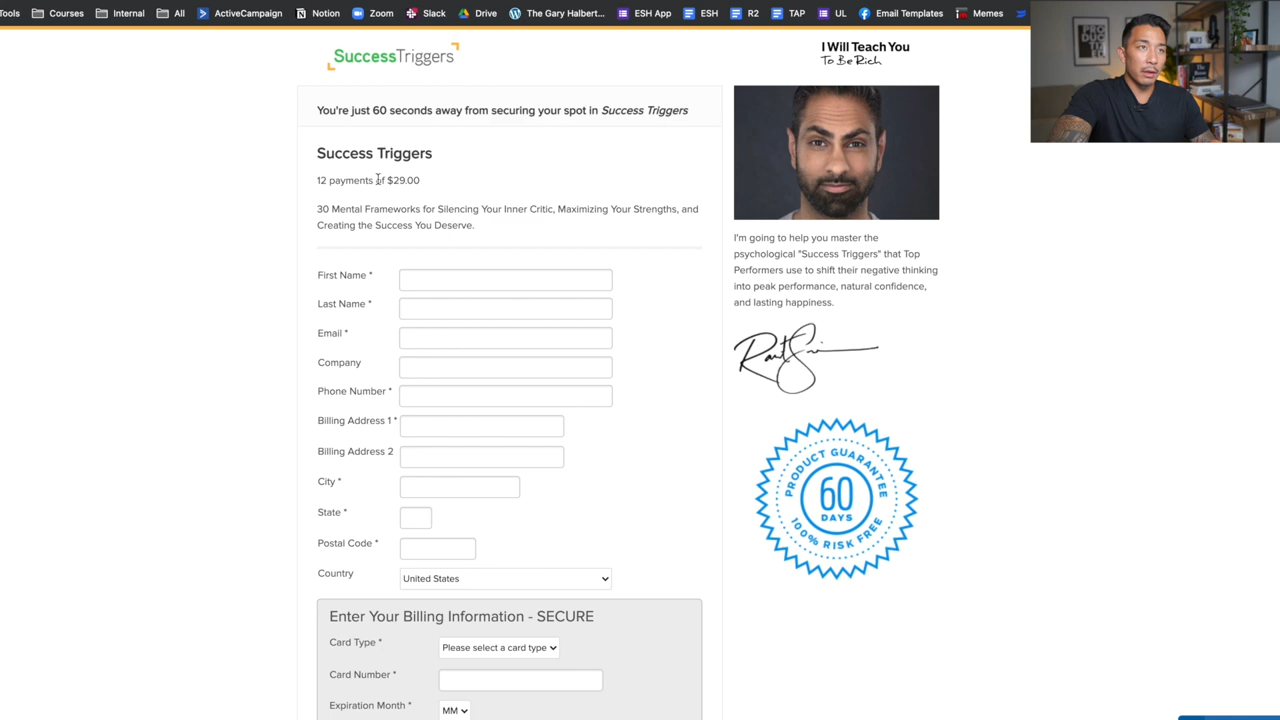 Tools
Courses
Internal
All
ActiveCampaign
Notion
Zoom
Slack
Drive
The Gary Halbert...
ESH App
ESH
R2
TAP
UL
Email Templates
Memes
SuccessTriggers
I Will Teach You
To Be Rich
You're just 60 seconds away from securing your spot in Success Triggers
Success Triggers
12 payments of $29.00
30 Mental Frameworks for Silencing Your Inner Critic, Maximizing Your Strengths, and
Creating the Success You Deserve.
First Name *
Last Name *
Email *
Company
Phone Number *
Billing Address 1 *
Billing Address 2
City *
State *
Postal Code *
Country
United States
Enter Your Billing Information - SECURE
Card Type *
Please select a card type
Card Number *
Expiration Month *
MM
I'm going to help you master the
psychological "Success Triggers" that Top
Performers use to shift their negative thinking
into peak performance, natural confidence,
and lasting happiness.
PRODUCT GUARANTEE
60
DAYS
100% RISK FREE